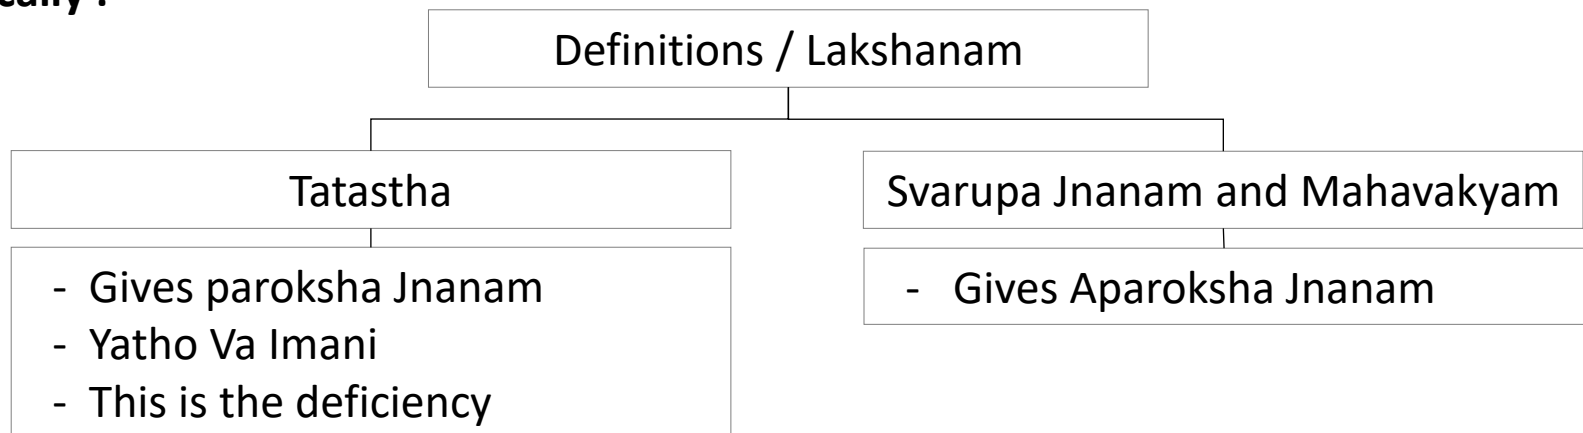 Definitions / Lakshanam
Tatastha
Svarupa Jnanam and Mahavakyam
- Gives paroksha Jnanam
- Yatho Va Imani
- This is the deficiency
- Gives Aparoksha Jnanam